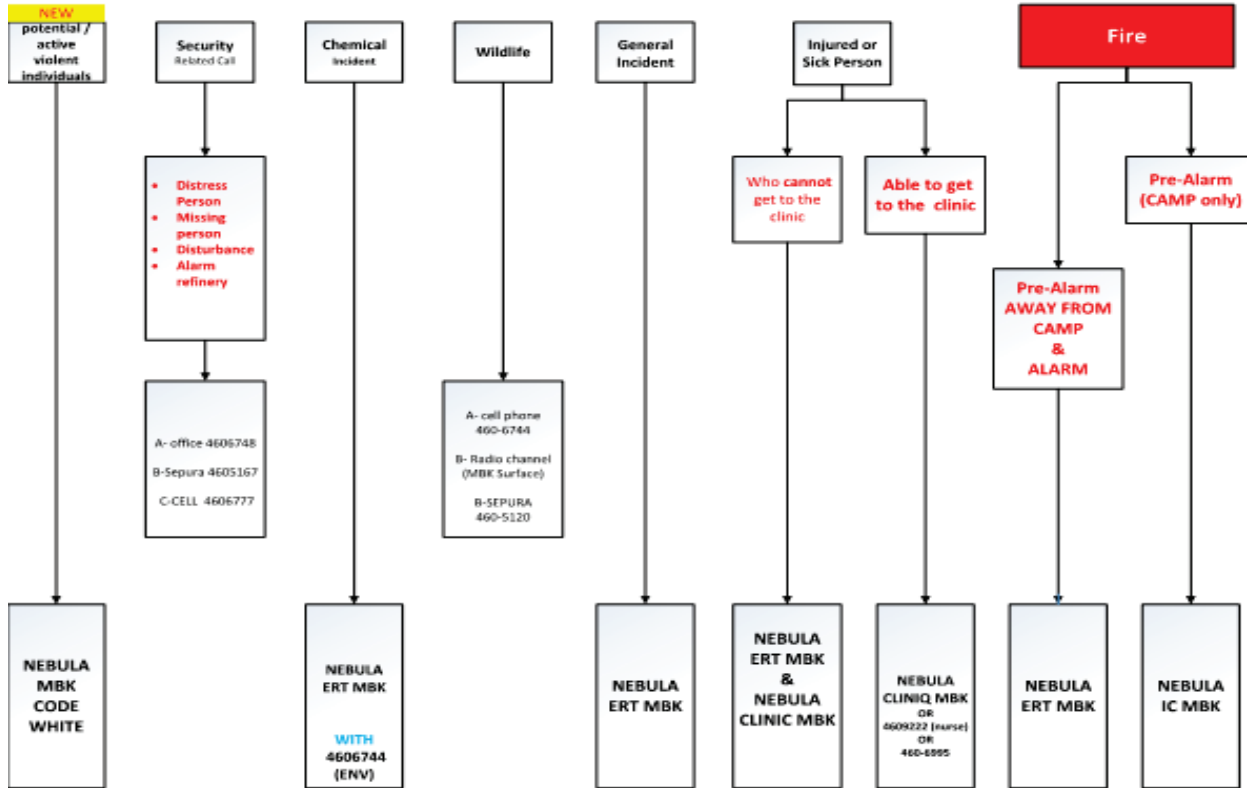 NEW
potential /
active
violent
individuals
Security
Related Call
Chemical
Incident
Wildlife
General
Incident
Injured or
Sick Person
Fire
• Distress
Person
• Missing
person
• Disturbance
• Alarm
refinery
Who cannot
get to the
clinic
Able to get
to the clinic
Pre-Alarm
(CAMP only)
Pre-Alarm
AWAY FROM
CAMP
&
ALARM
A- office 4606748
B-Sepura 4605167
C-CELL 4606777
A- cell phone
460-6744
B- Radio channel
(MBK Surface)
B-SEPURA
460-5120
NEBULA
MBK
CODE
WHITE
NEBULA
ERT MBK
WITH
4606744
(ENV)
NEBULA
ERT MBK
NEBULA
ERT MBK
&
NEBULA
CLINIC MBK
NEBULA
CLINIQ MBK
OR
4609222 (nurse)
OR
460-6995
NEBULA
ERT MBK
NEBULA
IC MBK